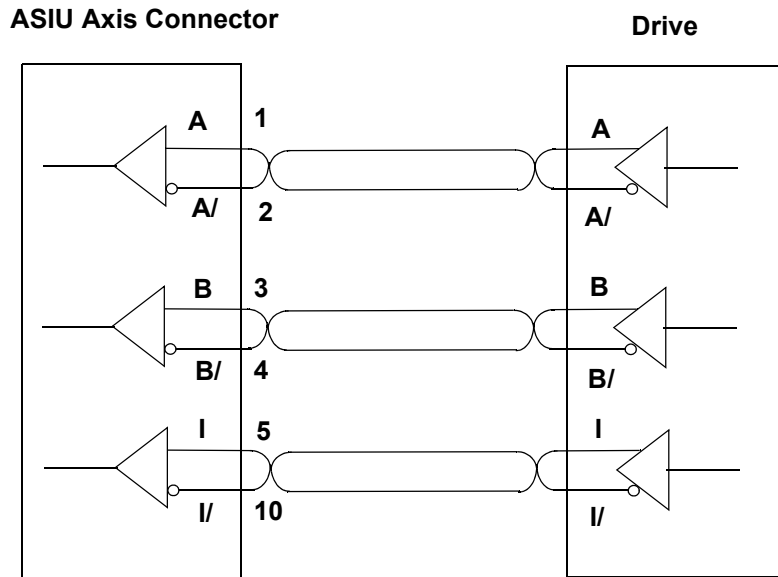 ASIU Axis Connector
Drive
A 1 A
A/ 2 A/
B 3 B
B/ 4 B/
I 5 I
I/ 10 I/